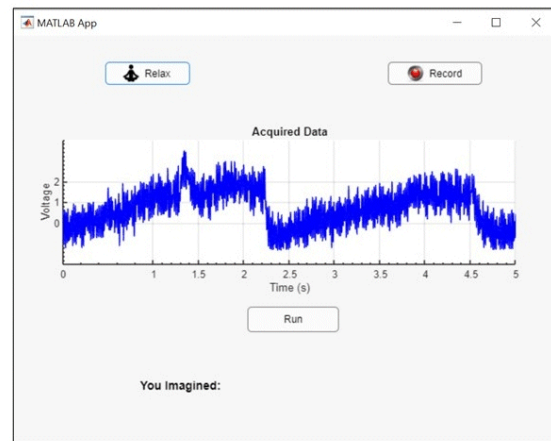 MATLAB App
Relax Record
Acquired Data
Voltage
2
1
0
0 1 1.5 2 2.5 3 3.5 4 4.5 5
Time (s)
Run
You Imagined: